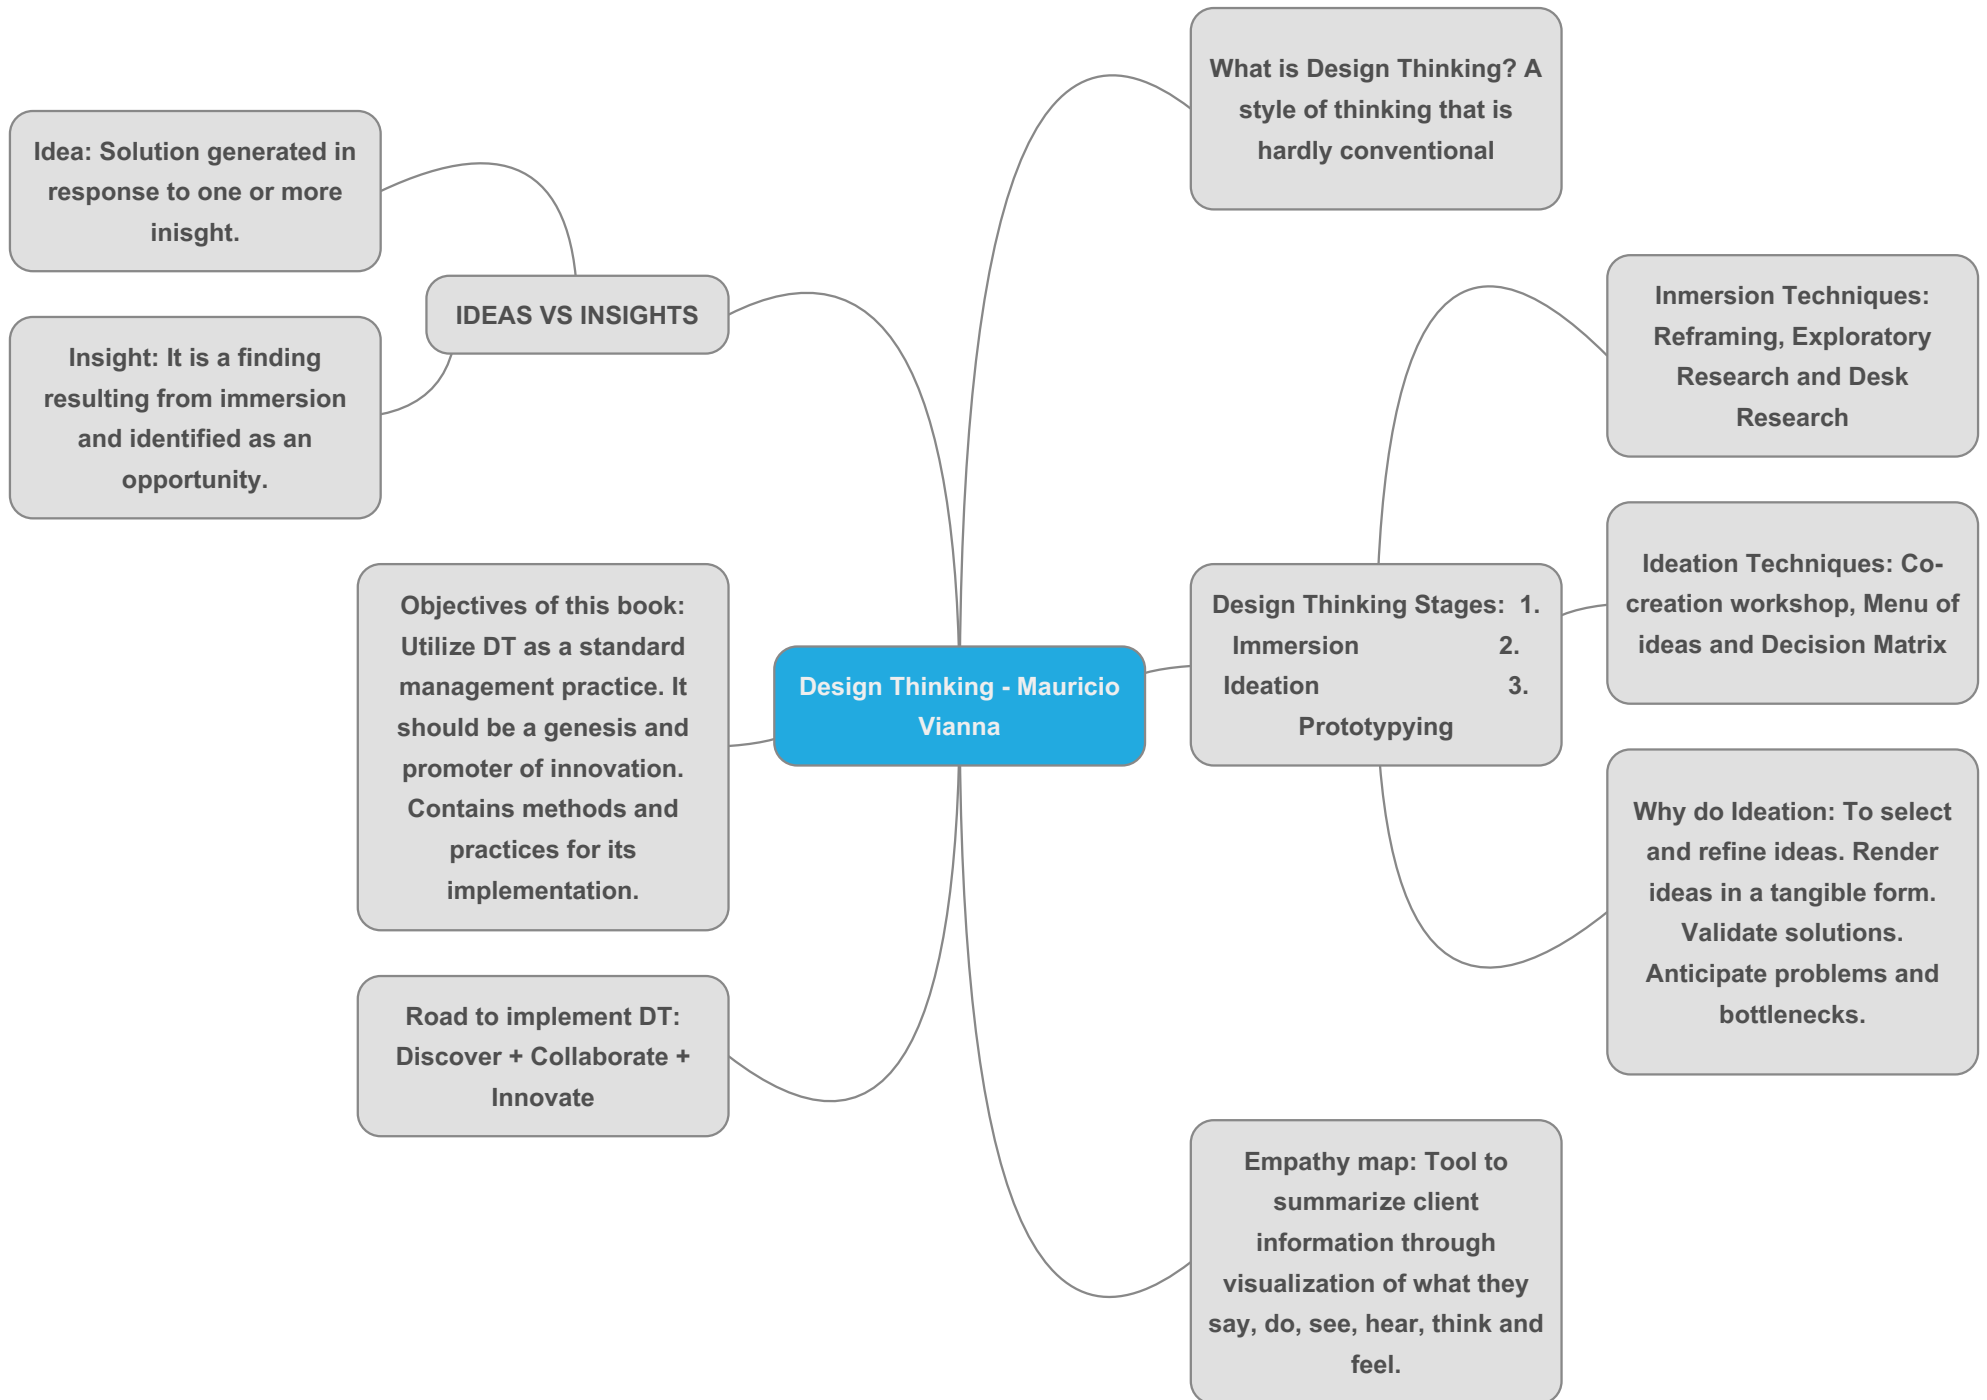 Design Thinking - Mauricio
Vianna
What is Design Thinking? A
style of thinking that is
hardly conventional
Design Thinking Stages: 1.
Immersion 2.
Ideation 3.
Prototypying
Inmersion Techniques:
Reframing, Exploratory
Research and Desk
Research
Ideation Techniques: Co-
creation workshop, Menu of
ideas and Decision Matrix
Why do Ideation: To select
and refine ideas. Render
ideas in a tangible form.
Validate solutions.
Anticipate problems and
bottlenecks.
Empathy map: Tool to
summarize client
information through
visualization of what they
say, do, see, hear, think and
feel.
IDEAS VS INSIGHTS
Idea: Solution generated in
response to one or more
inisght.
Insight: It is a finding
resulting from immersion
and identified as an
opportunity.
Objectives of this book:
Utilize DT as a standard
management practice. It
should be a genesis and
promoter of innovation.
Contains methods and
practices for its
implementation.
Road to implement DT:
Discover + Collaborate +
Innovate